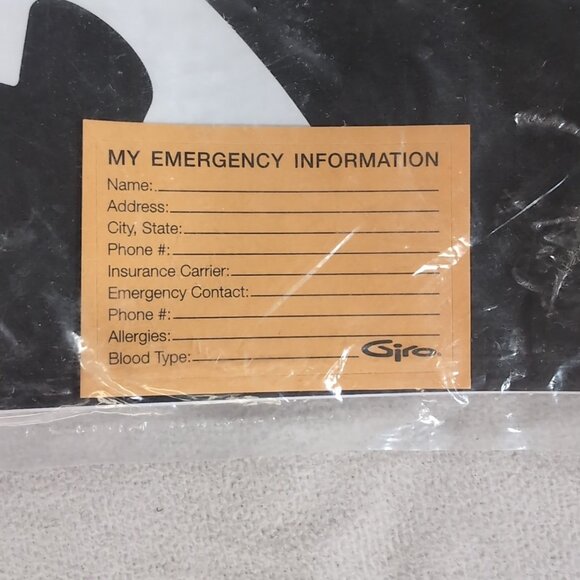 MY EMERGENCY INFORMATION
Name:
Address:
City, State:
Phone #:
Insurance Carrier:
Emergency Contact:
Phone #:
Allergies:
Blood Type:
Giro